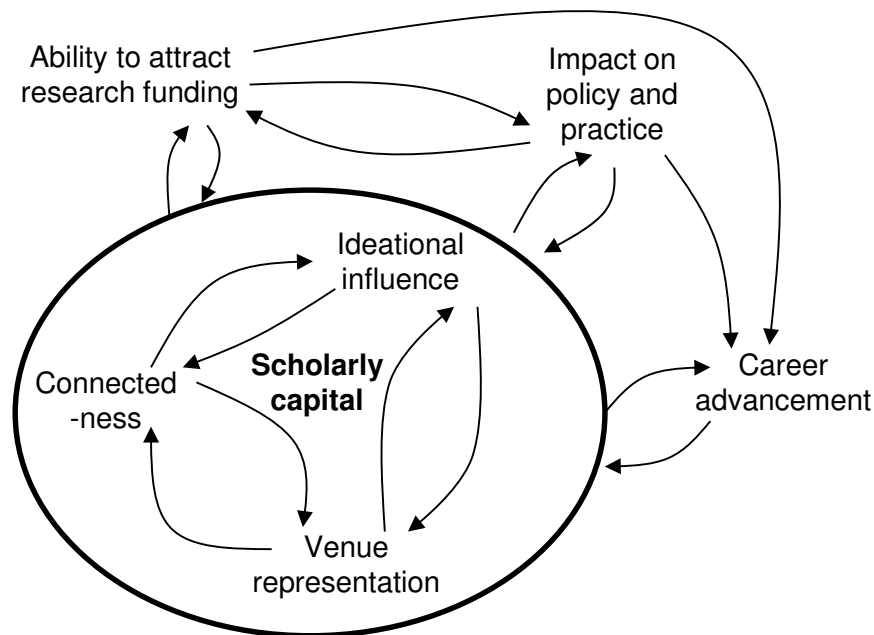 Ability to attract
research funding
Impact on
policy and
practice
Ideational
influence
Scholarly
capital
Connected
-ness
Career
advancement
Venue
representation